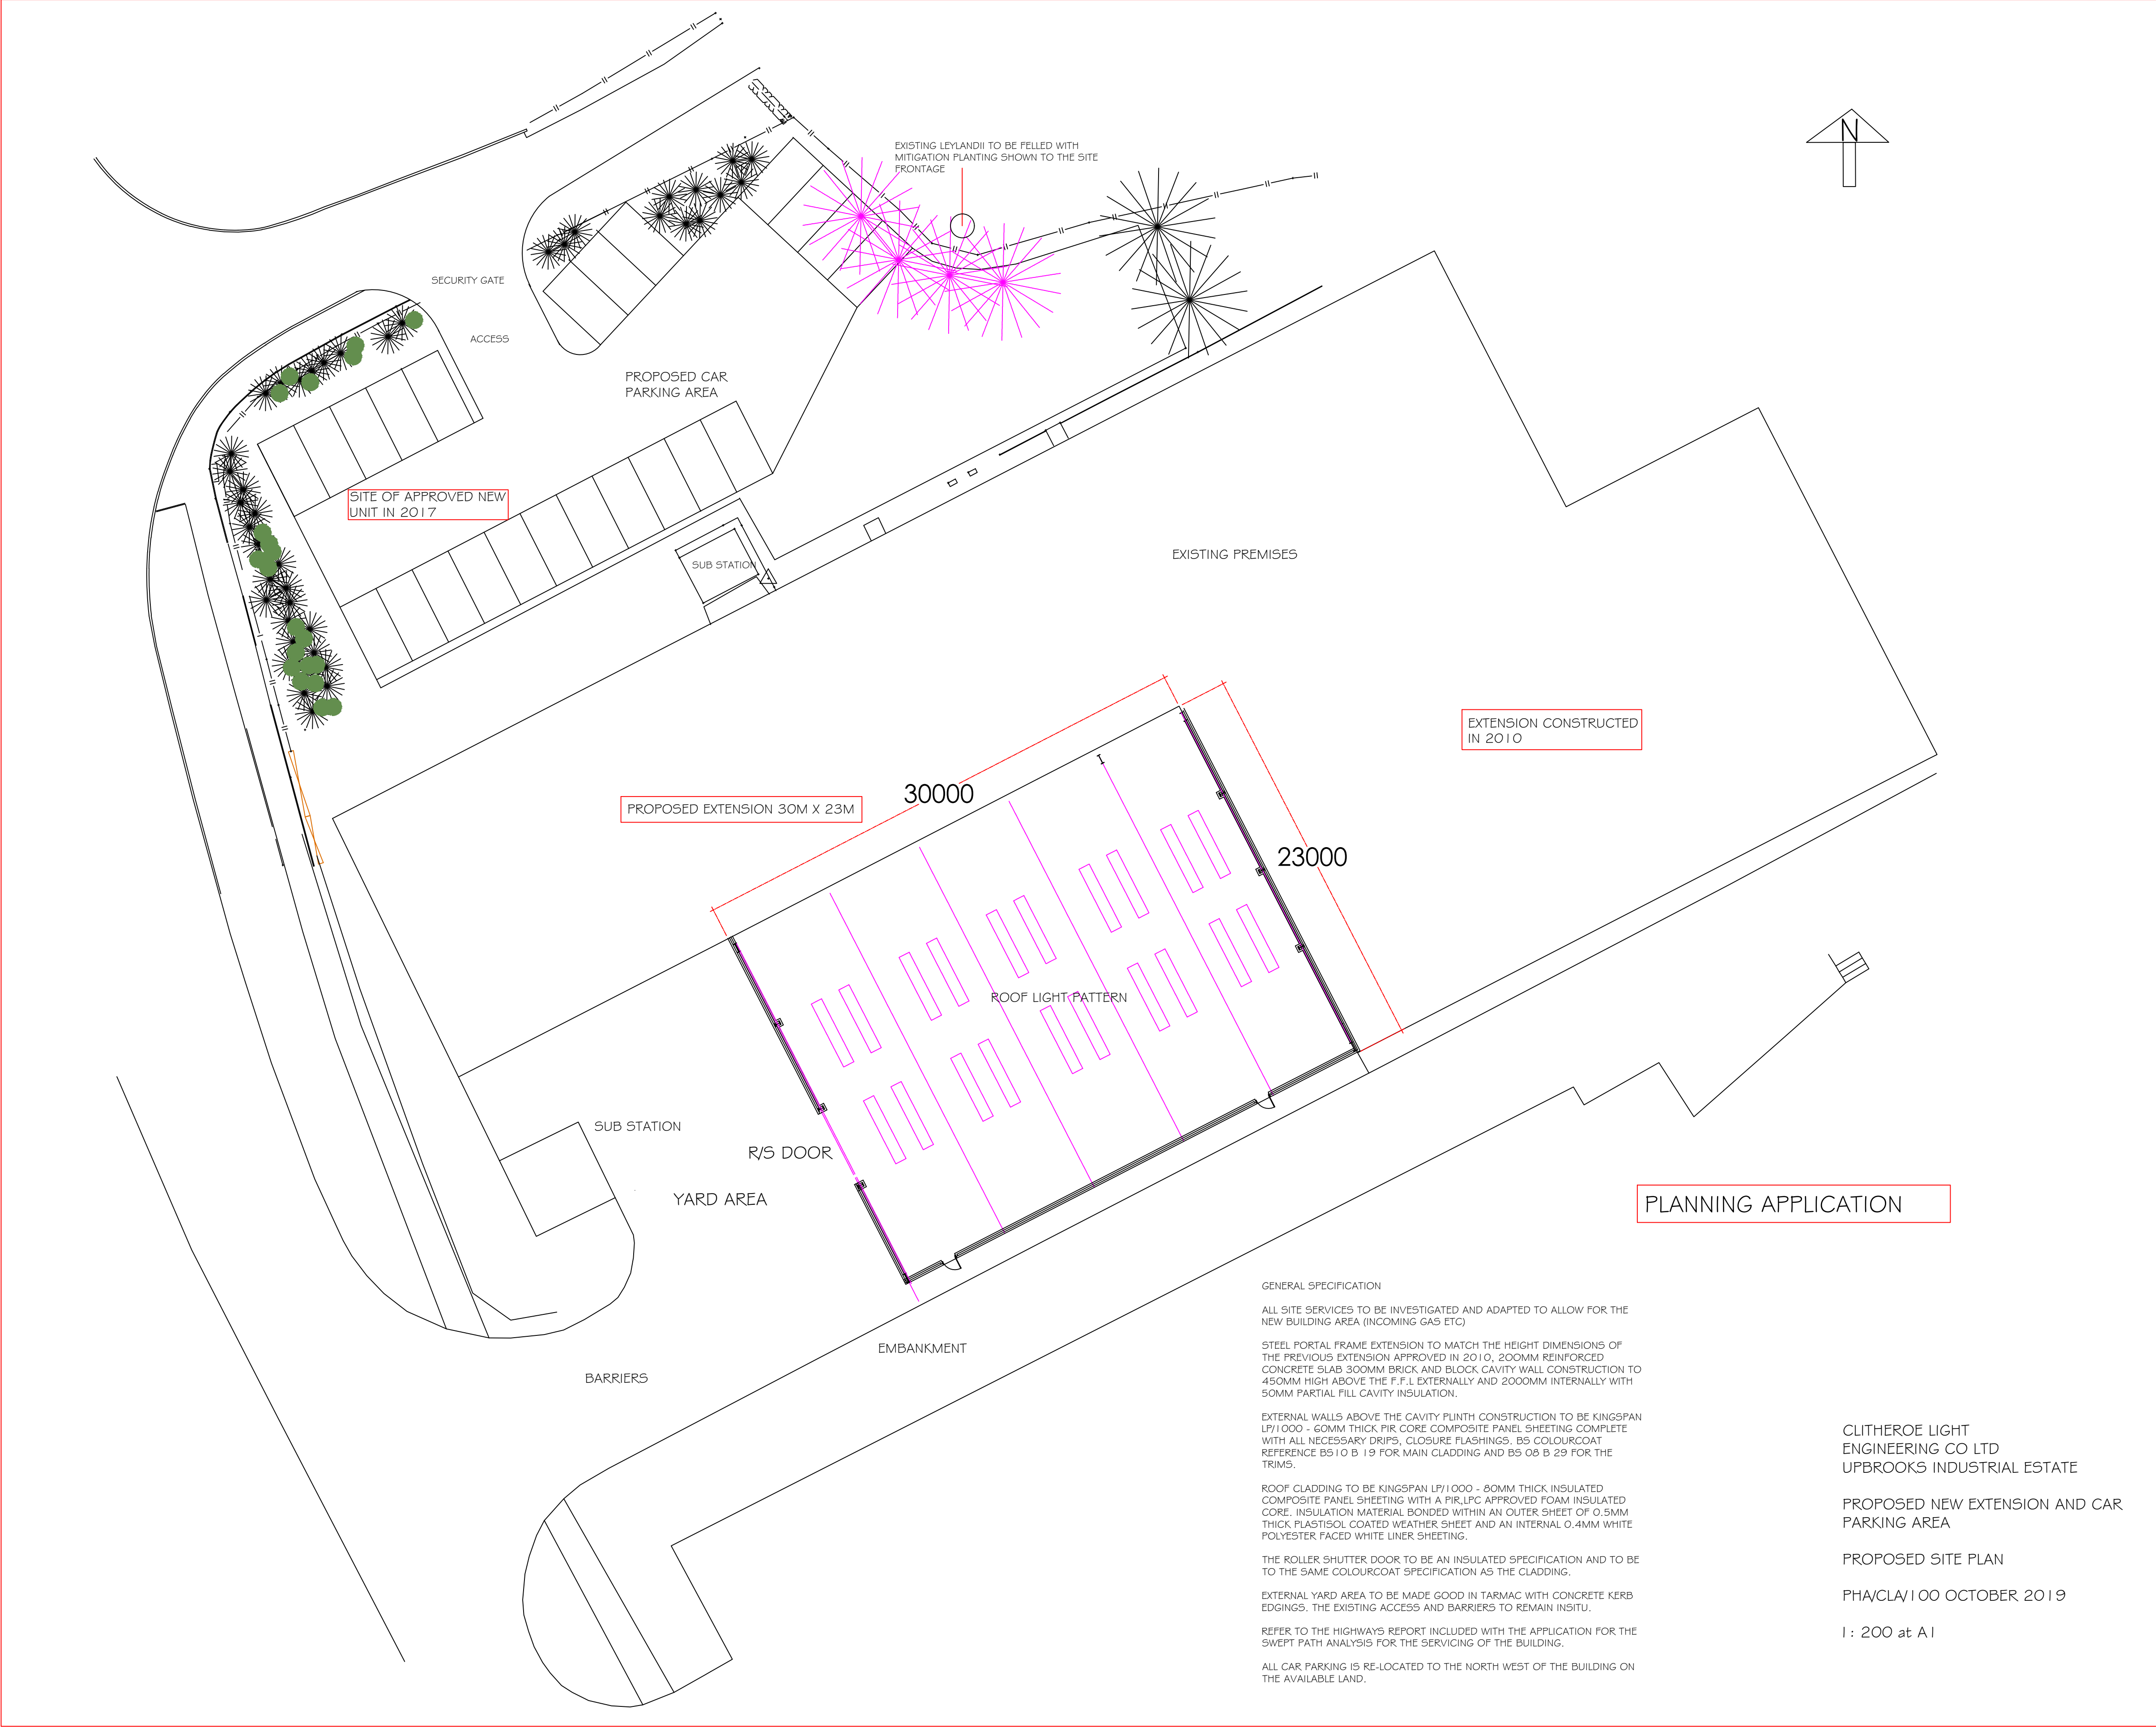 N
EXISTING LEYLANDII TO BE FELLED WITH
MITIGATION PLANTING SHOWN TO THE SITE
FRONTAGE
SECURITY GATE
ACCESS
PROPOSED CAR
PARKING AREA
SITE OF APPROVED NEW
UNIT IN 2017
SUB STATION
EXISTING PREMISES
EXTENSION CONSTRUCTED
IN 2010
PROPOSED EXTENSION 30M X 23M
30000
23000
ROOF LIGHT PATTERN
SUB STATION
R/S DOOR
YARD AREA
PLANNING APPLICATION
EMBANKMENT
BARRIERS
GENERAL SPECIFICATION
ALL SITE SERVICES TO BE INVESTIGATED AND ADAPTED TO ALLOW FOR THE
NEW BUILDING AREA (INCOMING GAS ETC)
STEEL PORTAL FRAME EXTENSION TO MATCH THE HEIGHT DIMENSIONS OF
THE PREVIOUS EXTENSION APPROVED IN 2010, 200MM REINFORCED
CONCRETE SLAB 300MM BRICK AND BLOCK CAVITY WALL CONSTRUCTION TO
450MM HIGH ABOVE THE F.F.L EXTERNALLY AND 2000MM INTERNALLY WITH
50MM PARTIAL FILL CAVITY INSULATION.
EXTERNAL WALLS ABOVE THE CAVITY PLINTH CONSTRUCTION TO BE KINGSPAN
LP/1000 - 60MM THICK PIR CORE COMPOSITE PANEL SHEETING COMPLETE
WITH ALL NECESSARY DRIPS, CLOSURE FLASHINGS. BS COLOURCOAT
REFERENCE BS10 B 19 FOR MAIN CLADDING AND BS 08 B 29 FOR THE
TRIMS.
ROOF CLADDING TO BE KINGSPAN LP/1000 - 80MM THICK INSULATED
COMPOSITE PANEL SHEETING WITH A PIR,LPC APPROVED FOAM INSULATED
CORE. INSULATION MATERIAL BONDED WITHIN AN OUTER SHEET OF 0.5MM
THICK PLASTISOL COATED WEATHER SHEET AND AN INTERNAL 0.4MM WHITE
POLYESTER FACED WHITE LINER SHEETING.
THE ROLLER SHUTTER DOOR TO BE AN INSULATED SPECIFICATION AND TO BE
TO THE SAME COLOURCOAT SPECIFICATION AS THE CLADDING.
EXTERNAL YARD AREA TO BE MADE GOOD IN TARMAC WITH CONCRETE KERB
EDGINGS. THE EXISTING ACCESS AND BARRIERS TO REMAIN INSITU.
REFER TO THE HIGHWAYS REPORT INCLUDED WITH THE APPLICATION FOR THE
SWEPT PATH ANALYSIS FOR THE SERVICING OF THE BUILDING.
ALL CAR PARKING IS RE-LOCATED TO THE NORTH WEST OF THE BUILDING ON
THE AVAILABLE LAND.
CLITHEROE LIGHT
ENGINEERING CO LTD
UPBROOKS INDUSTRIAL ESTATE
PROPOSED NEW EXTENSION AND CAR
PARKING AREA
PROPOSED SITE PLAN
PHA/CLA/100 OCTOBER 2019
1: 200 at A1